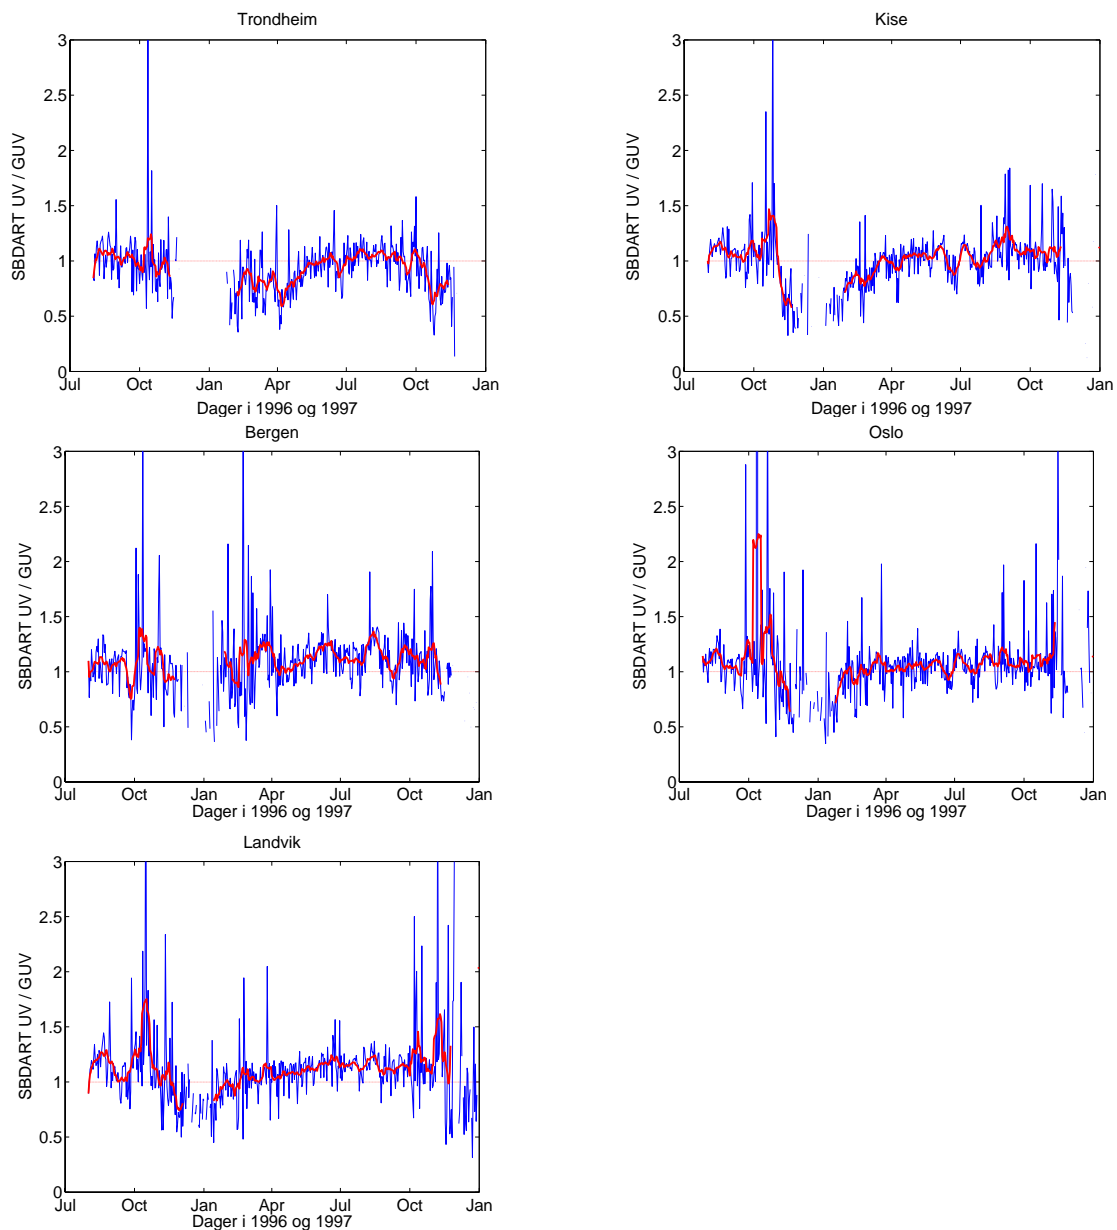 Trondheim
SBDART UV / GUV
3
2.5
2
1.5
1
0.5
0
Jul Oct Jan Apr Jul Oct Jan
Dager i 1996 og 1997
Kise
SBDART UV / GUV
3
2.5
2
1.5
1
0.5
0
Jul Oct Jan Apr Jul Oct Jan
Dager i 1996 og 1997
Bergen
SBDART UV / GUV
3
2.5
2
1.5
1
0.5
0
Jul Oct Jan Apr Jul Oct Jan
Dager i 1996 og 1997
Oslo
SBDART UV / GUV
3
2.5
2
1.5
1
0.5
0
Jul Oct Jan Apr Jul Oct Jan
Dager i 1996 og 1997
Landvik
SBDART UV / GUV
3
2.5
2
1.5
1
0.5
0
Jul Oct Jan Apr Jul Oct Jan
Dager i 1996 og 1997